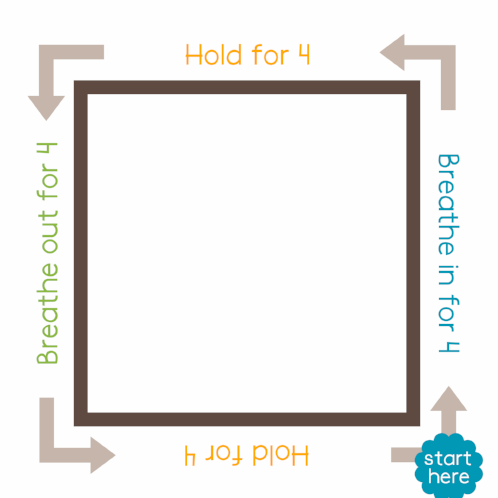 Hold for 4
Breathe out for 4
Breathe in for 4
Hold for 4
start
here